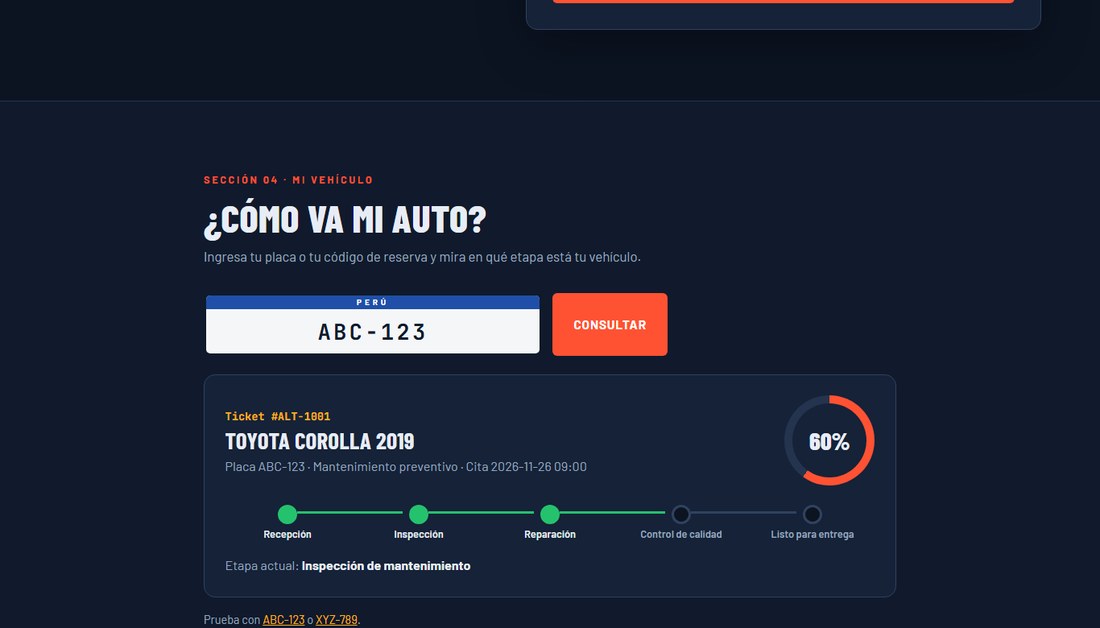 SECCIÓN 04 · MI VEHÍCULO
¿CÓMO VA MI AUTO?
Ingresa tu placa o tu código de reserva y mira en qué etapa está tu vehículo.
PERÚ
ABC-123
CONSULTAR
Ticket #ALT-1001
TOYOTA COROLLA 2019
Placa ABC-123 · Mantenimiento preventivo · Cita 2026-11-26 09:00
60%
Recepción Inspección Reparación Control de calidad Listo para entrega
Etapa actual: Inspección de mantenimiento
Prueba con ABC-123 o XYZ-789.